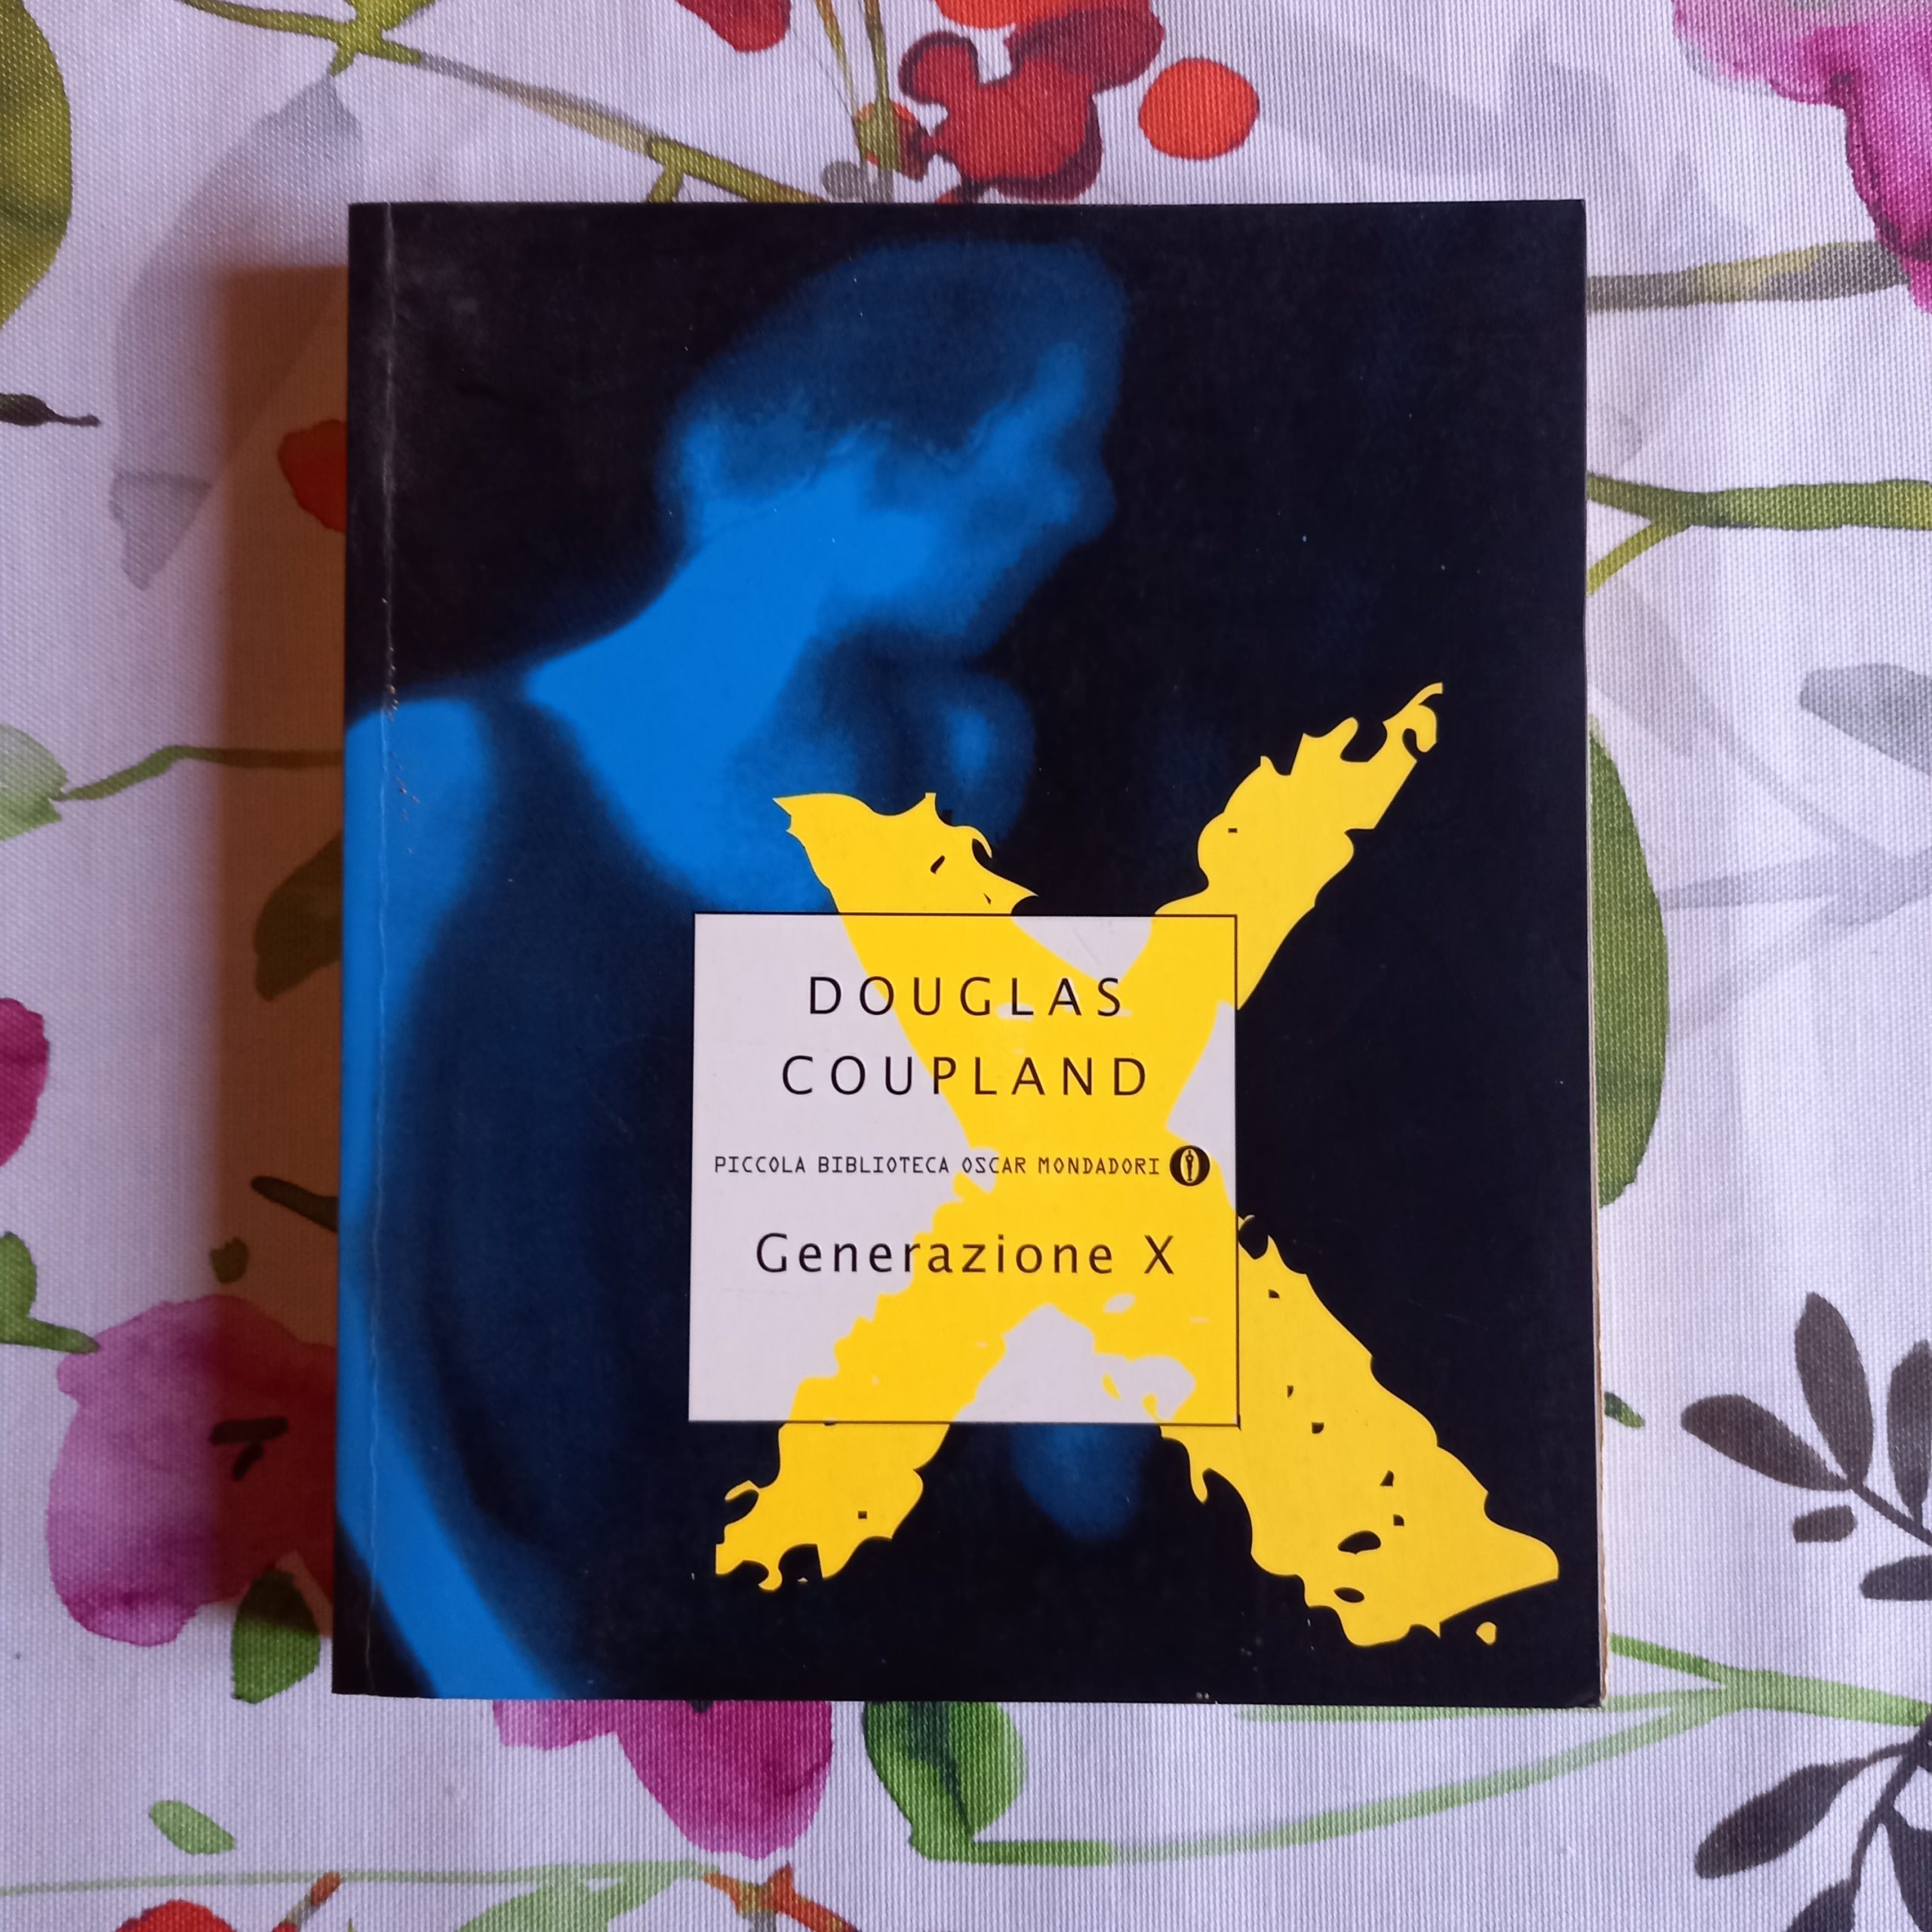 DOUGLAS
COUPLAND
PICCOLA BIBLIOTECA OSCAR MONDADORI
Generazione X